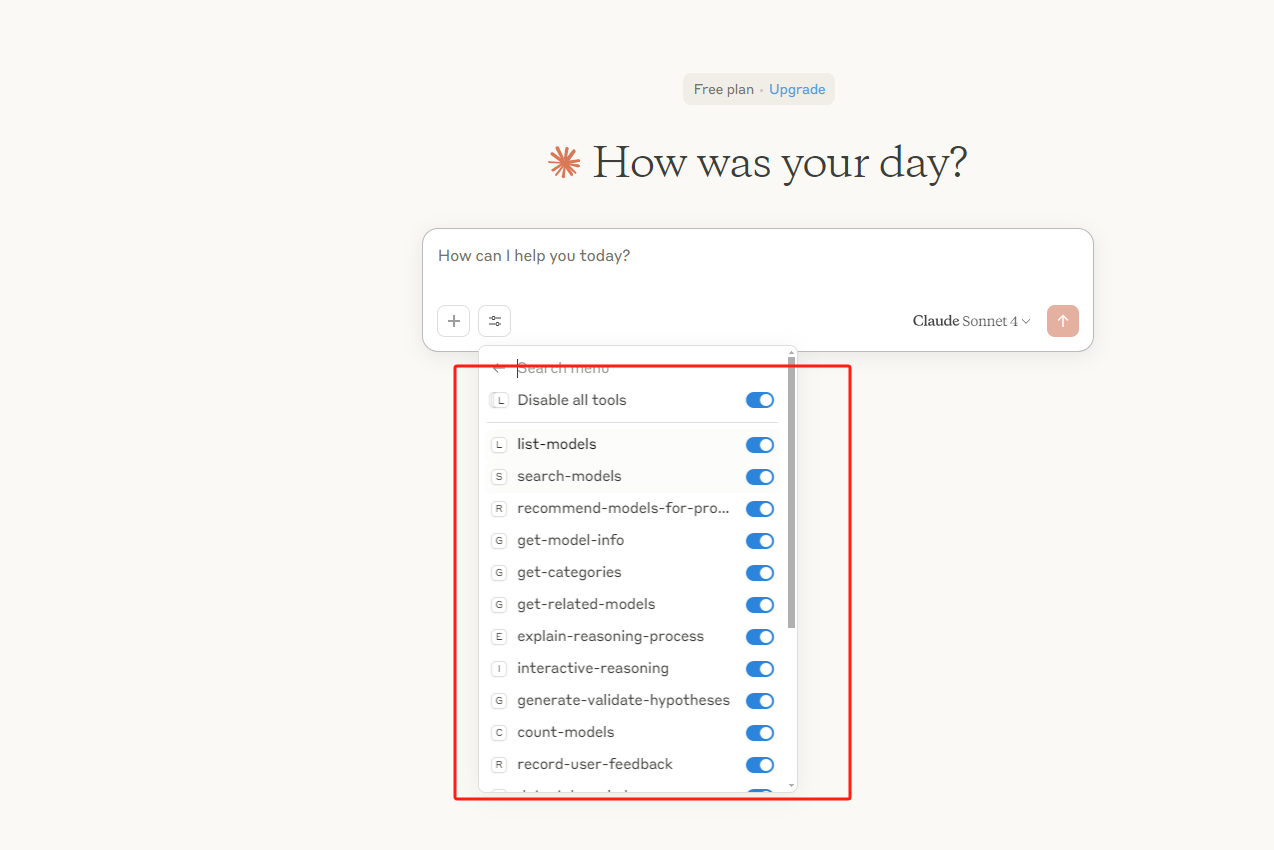 Free plan • Upgrade
How was your day?
How can I help you today?
Claude Sonnet 4
Search menu
L Disable all tools
L list-models
S search-models
R recommend-models-for-pro...
G get-model-info
G get-categories
G get-related-models
E explain-reasoning-process
I interactive-reasoning
G generate-validate-hypotheses
C count-models
R record-user-feedback